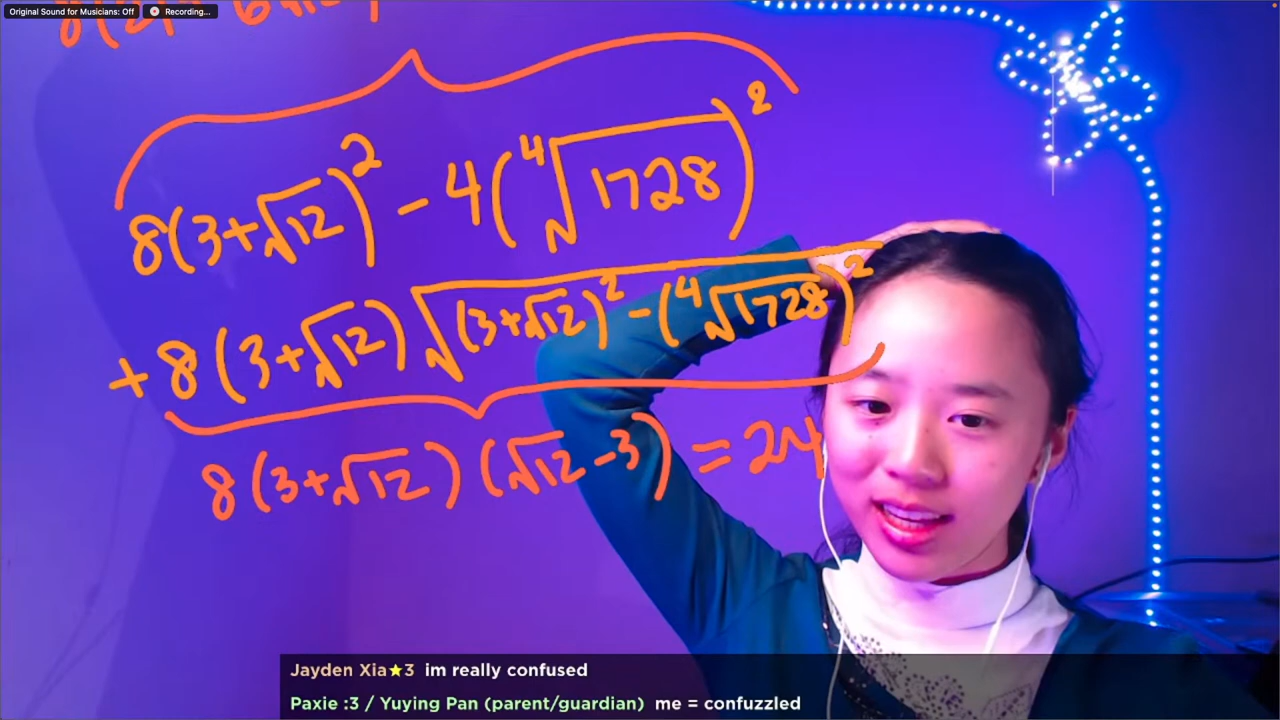 Original Sound for Musicians: Off Recording...
8(3+√12)² − 4(⁴√1728)²
+ 8(3+√12)√((3+√12)² − (⁴√1728)²)
8(3+√12)(√12−3) = 24
Jayden Xia★3 im really confused
Paxie :3 / Yuying Pan (parent/guardian) me = confuzzled